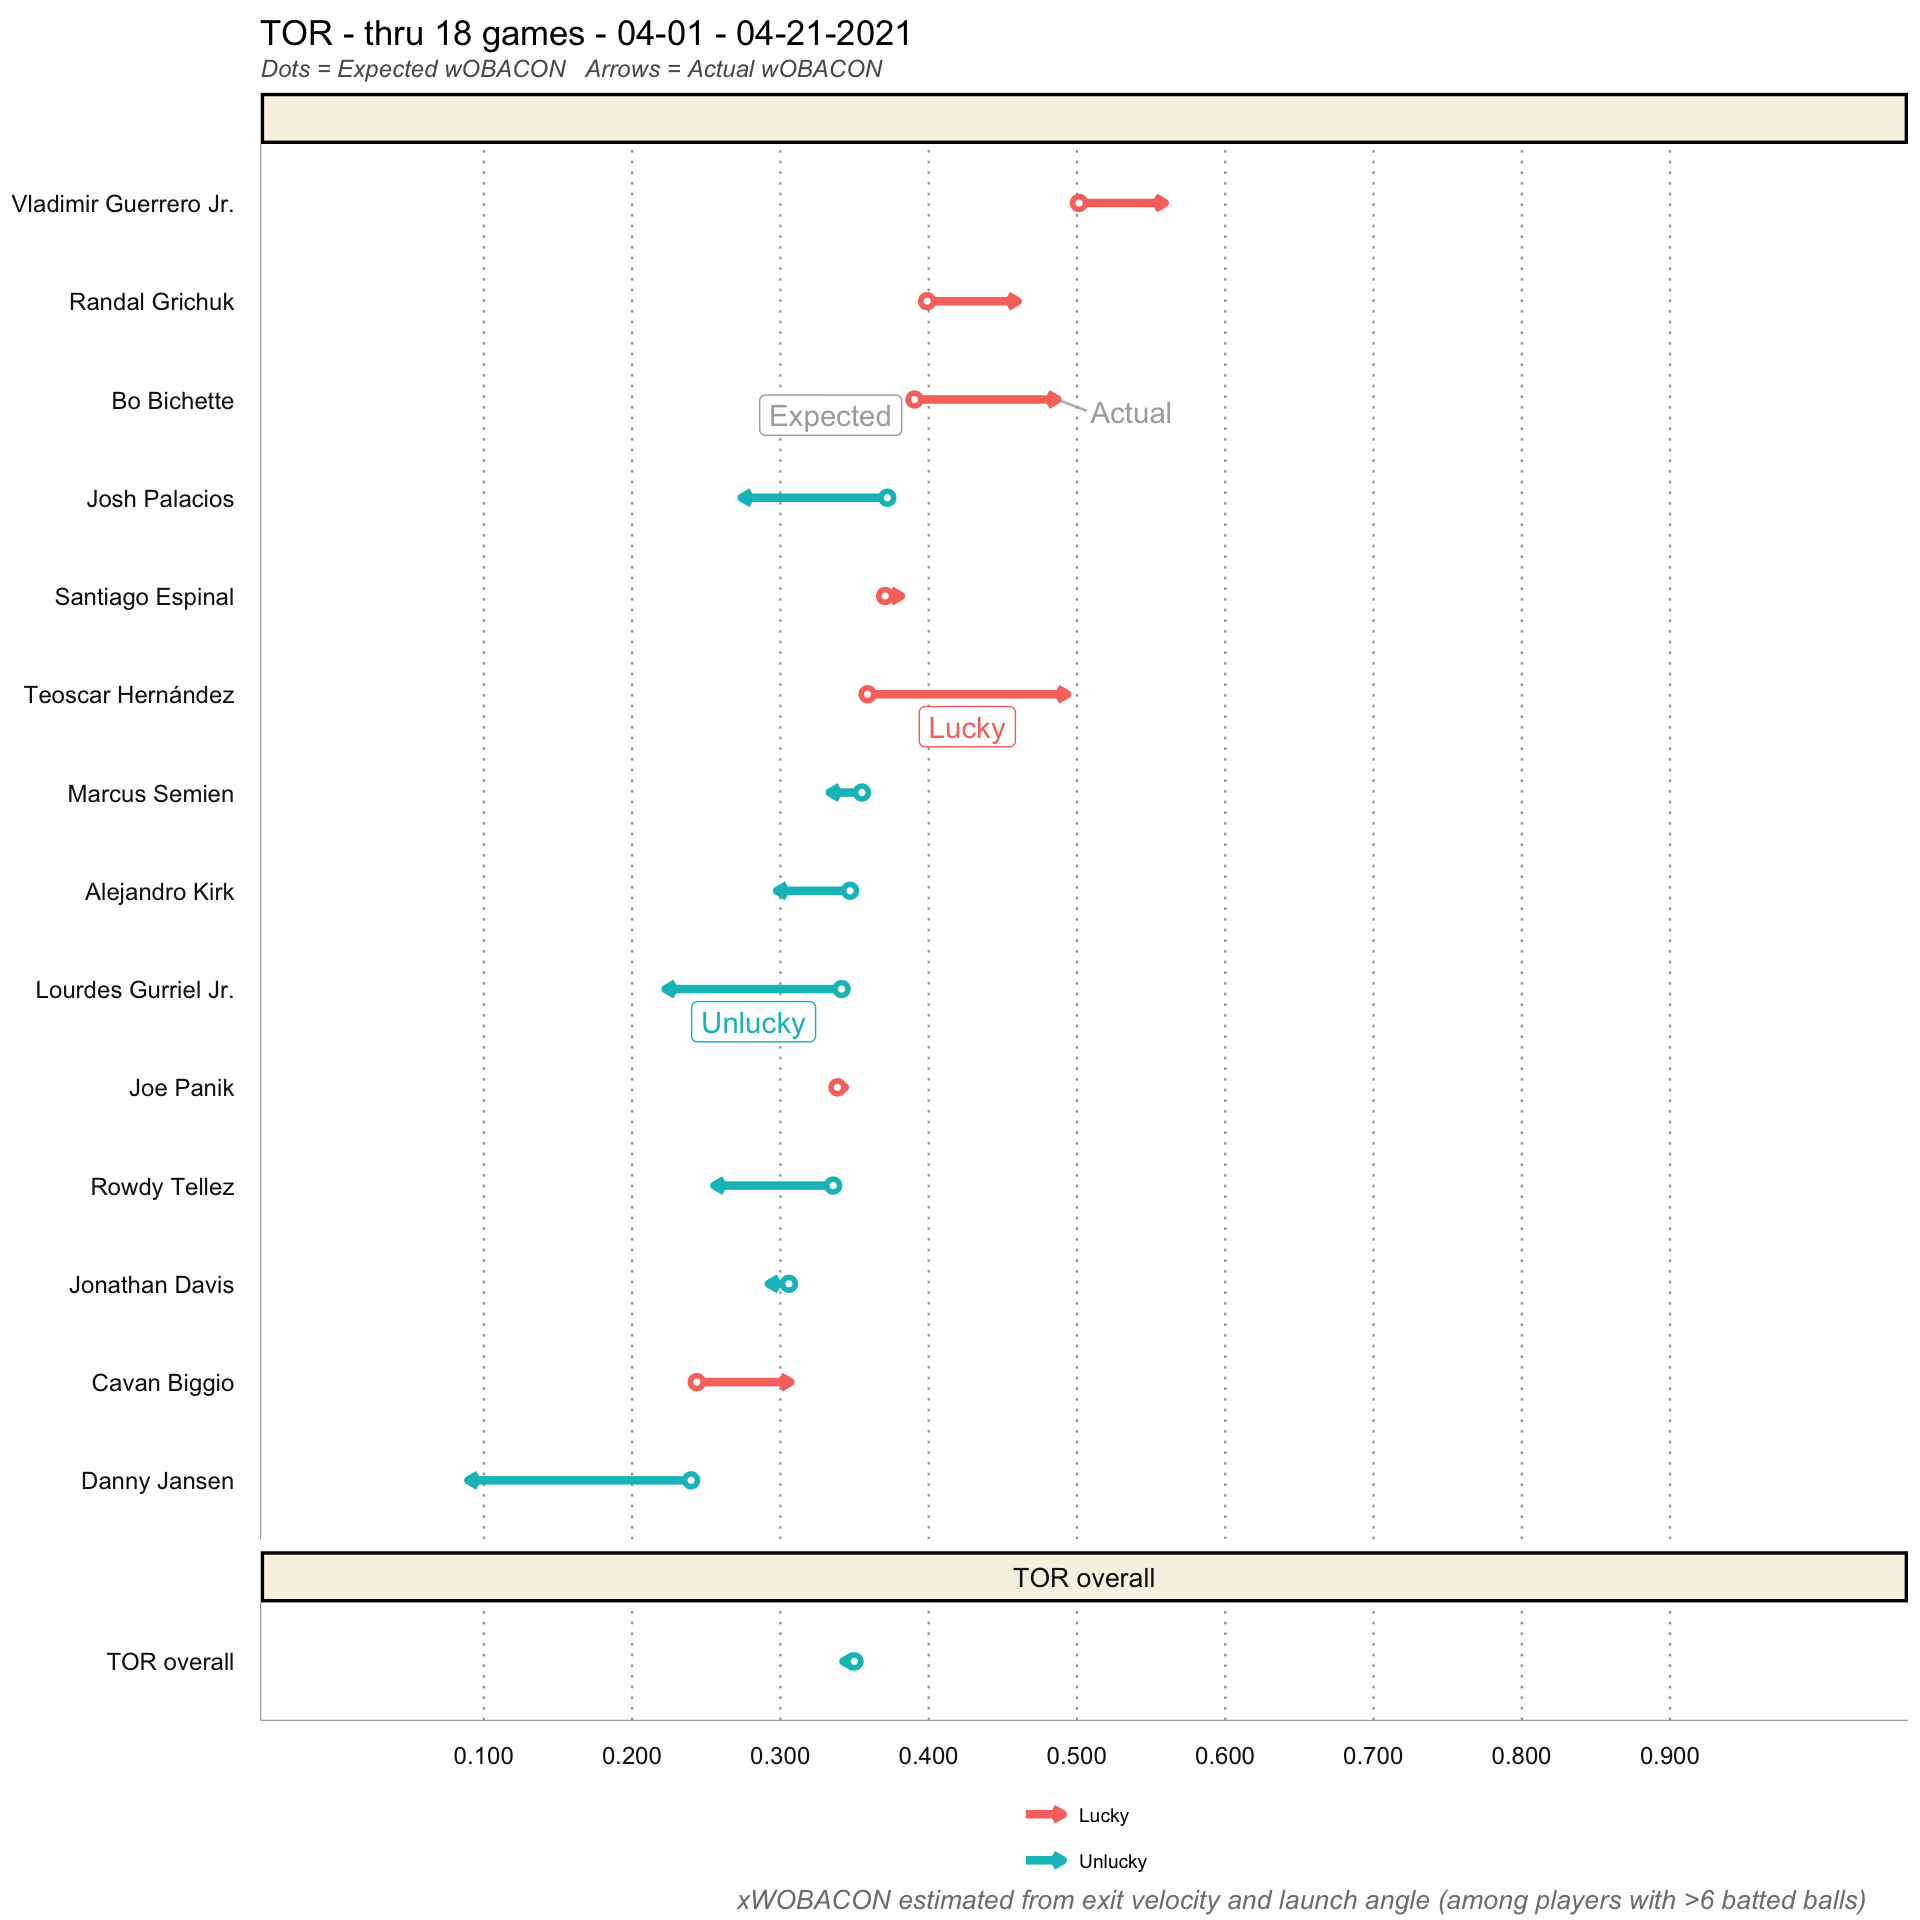 TOR - thru 18 games - 04-01 - 04-21-2021
Dots = Expected wOBACON   Arrows = Actual wOBACON
Vladimir Guerrero Jr.
Randal Grichuk
Bo Bichette
Expected
Actual
Josh Palacios
Santiago Espinal
Teoscar Hernández
Lucky
Marcus Semien
Alejandro Kirk
Lourdes Gurriel Jr.
Unlucky
Joe Panik
Rowdy Tellez
Jonathan Davis
Cavan Biggio
Danny Jansen
TOR overall
TOR overall
0.100 0.200 0.300 0.400 0.500 0.600 0.700 0.800 0.900
Lucky
Unlucky
xWOBACON estimated from exit velocity and launch angle (among players with >6 batted balls)